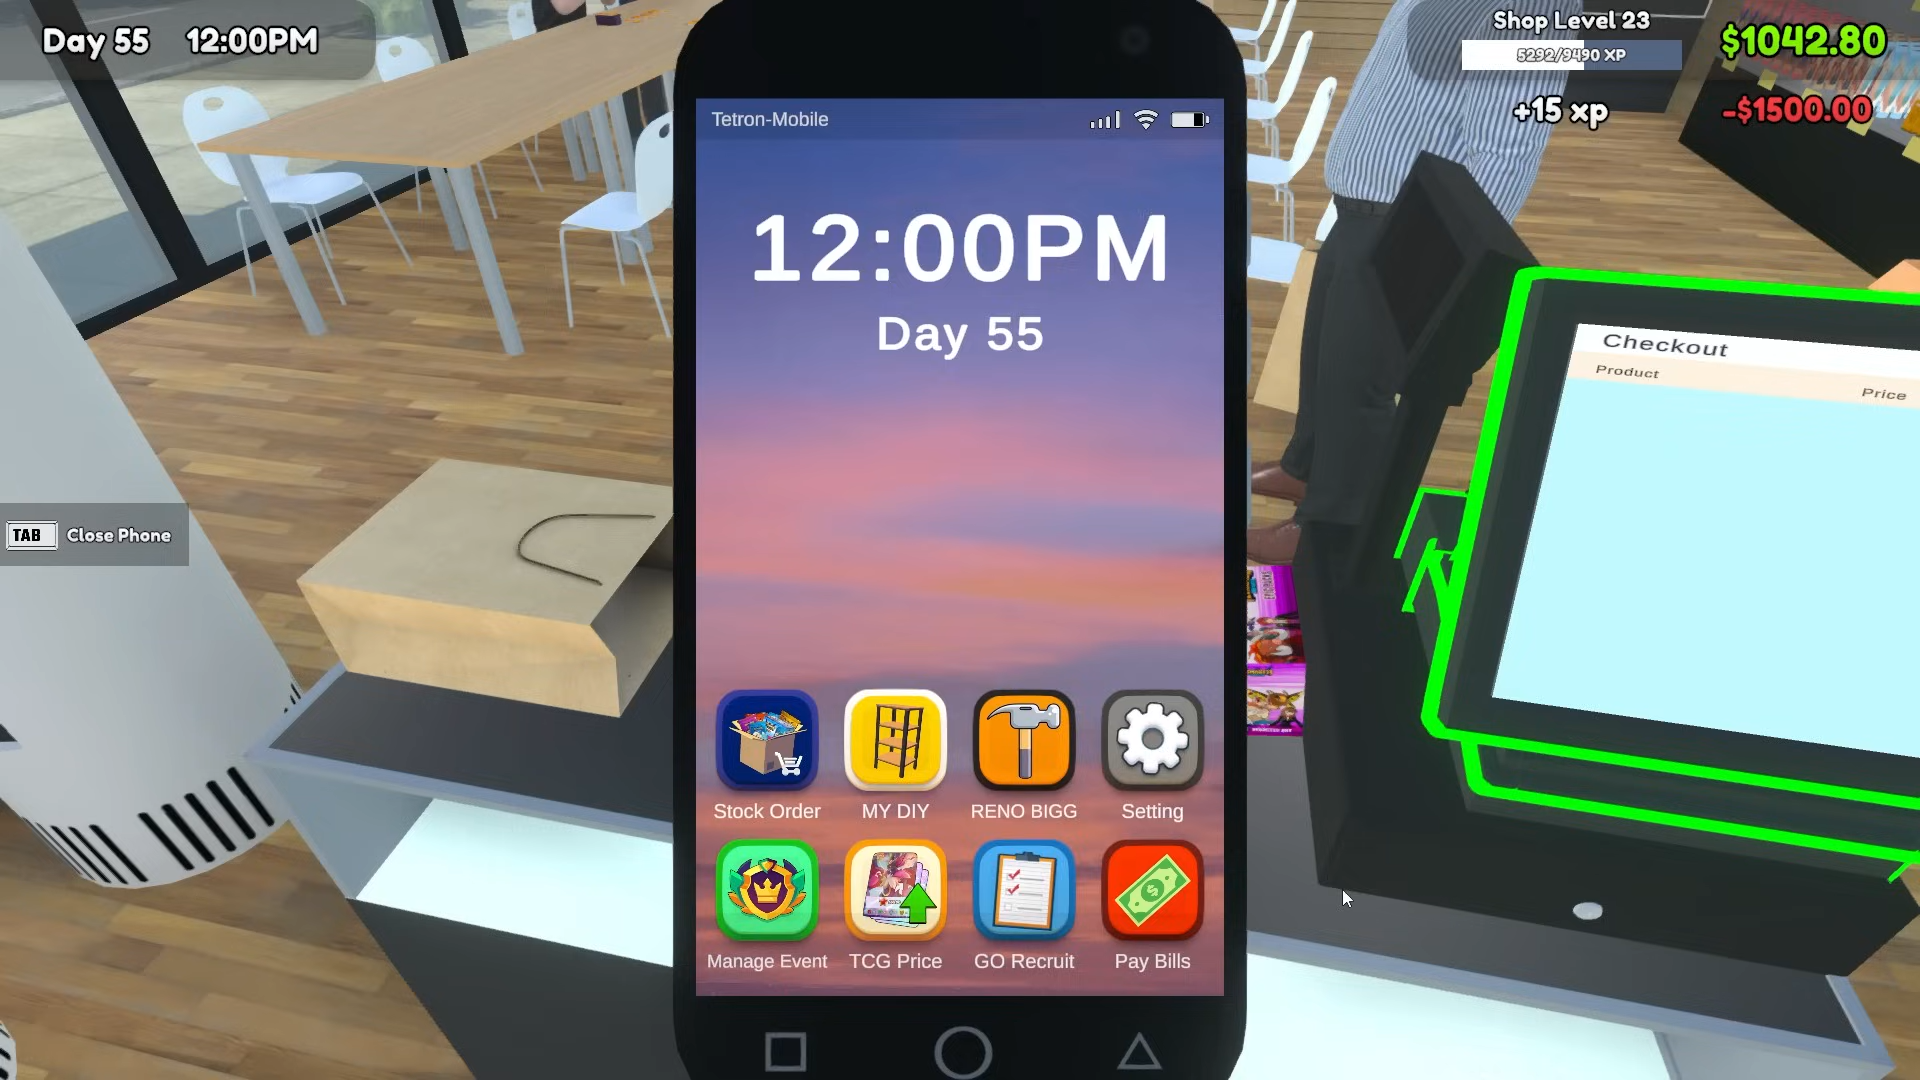 Day 55 12:00PM
Shop Level 23
5292/9490 XP
$1042.80
+15 xp
-$1500.00
Tetron-Mobile
12:00PM
Day 55
TAB Close Phone
Checkout
Product
Price
Stock Order
MY DIY
RENO BIGG
Setting
Manage Event
TCG Price
GO Recruit
Pay Bills